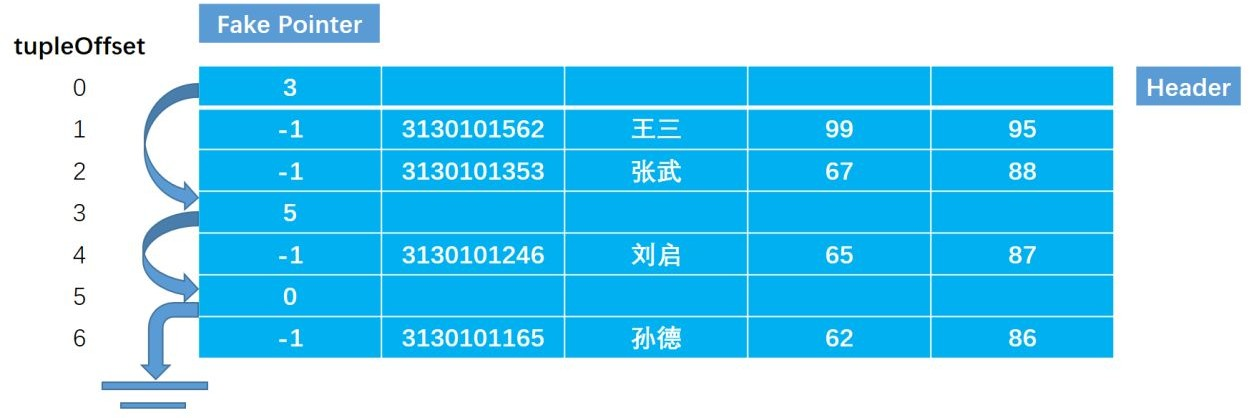 Fake Pointer
tupleOffset
0 3 Header
1 -1 3130101562 王三 99 95
2 -1 3130101353 张武 67 88
3 5
4 -1 3130101246 刘启 65 87
5 0
6 -1 3130101165 孙德 62 86